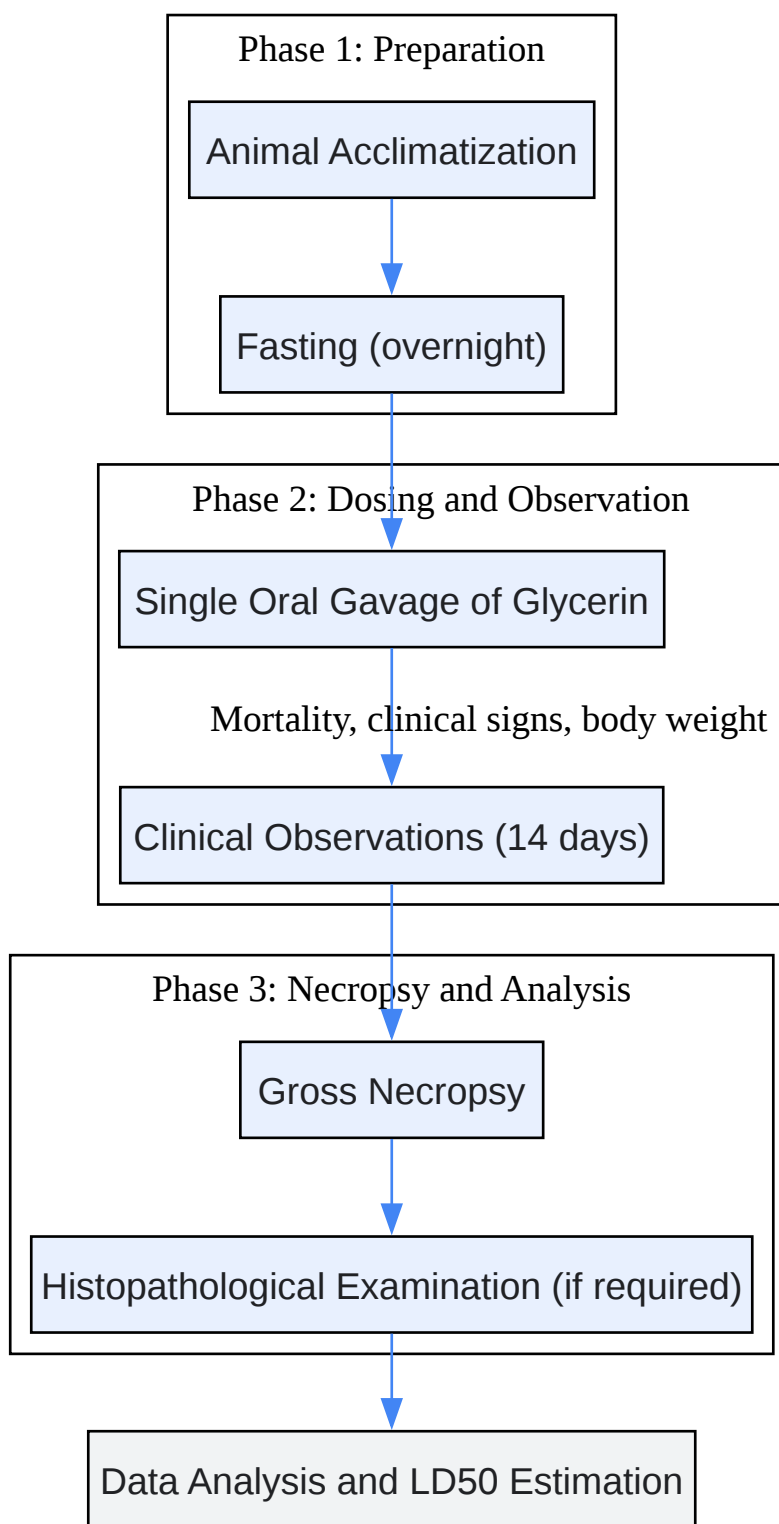 Phase 1: Preparation
Animal Acclimatization
Fasting (overnight)
Phase 2: Dosing and Observation
Single Oral Gavage of Glycerin
Mortality, clinical signs, body weight
Clinical Observations (14 days)
Phase 3: Necropsy and Analysis
Gross Necropsy
Histopathological Examination (if required)
Data Analysis and LD50 Estimation